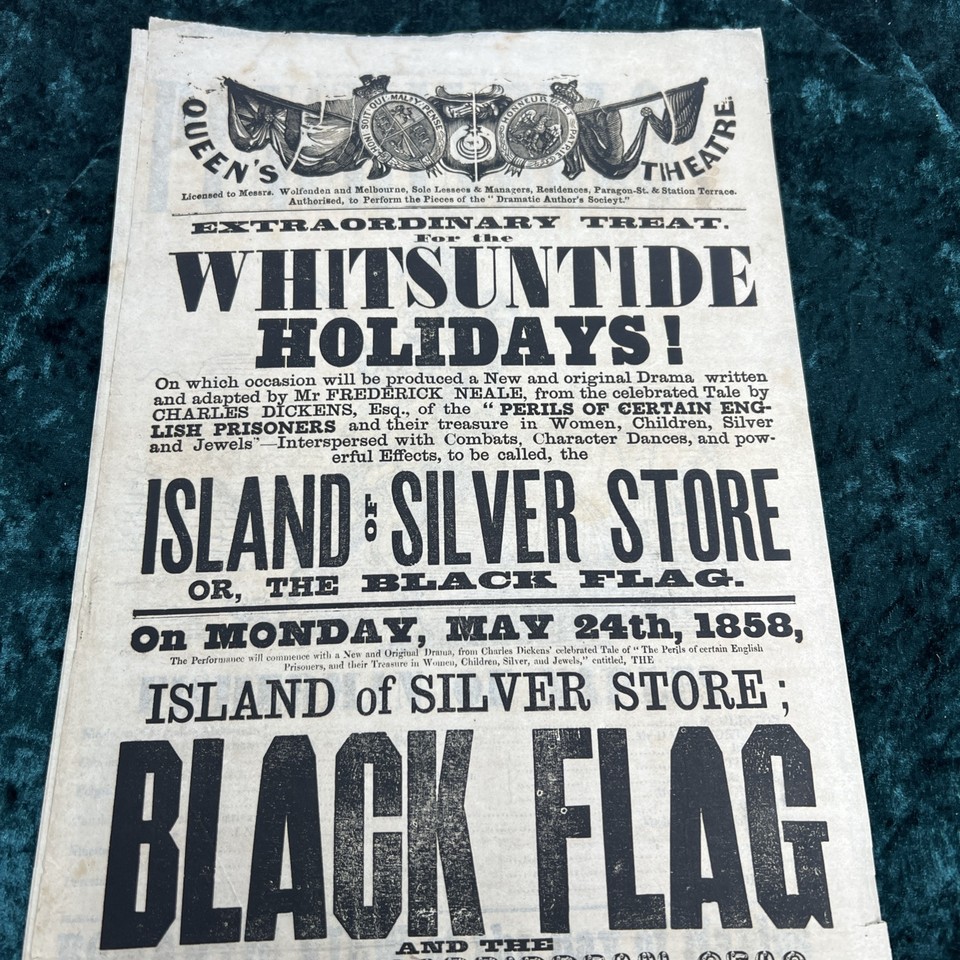 QUEEN'S THEATRE.
HONI SOIT QUI MAL Y PENSE
HONNEUR
Licensed to Messrs. Wolfenden and Melbourne, Sole Lessees & Managers, Residences, Paragon-St. & Station Terrace.
Authorised, to Perform the Pieces of the "Dramatic Author's Socieyt."
EXTRAORDINARY TREAT.
For the
WHITSUNTIDE
HOLIDAYS!
On which occasion will be produced a New and original Drama written
and adapted by Mr FREDERICK NEALE, from the celebrated Tale by
CHARLES DICKENS, Esq., of the "PERILS OF CERTAIN ENG-
LISH PRISONERS and their treasure in Women, Children, Silver
and Jewels"—Interspersed with Combats, Character Dances, and pow-
erful Effects, to be called, the
ISLAND OF SILVER STORE
OR, THE BLACK FLAG.
On MONDAY, MAY 24th, 1858,
The Performance will commence with a New and Original Drama, from Charles Dickens' celebrated Tale of "The Perils of certain English
Prisoners, and their Treasure in Women, Children, Silver, and Jewels," entitled, THE
ISLAND of SILVER STORE;
BLACK FLAG
AND THE